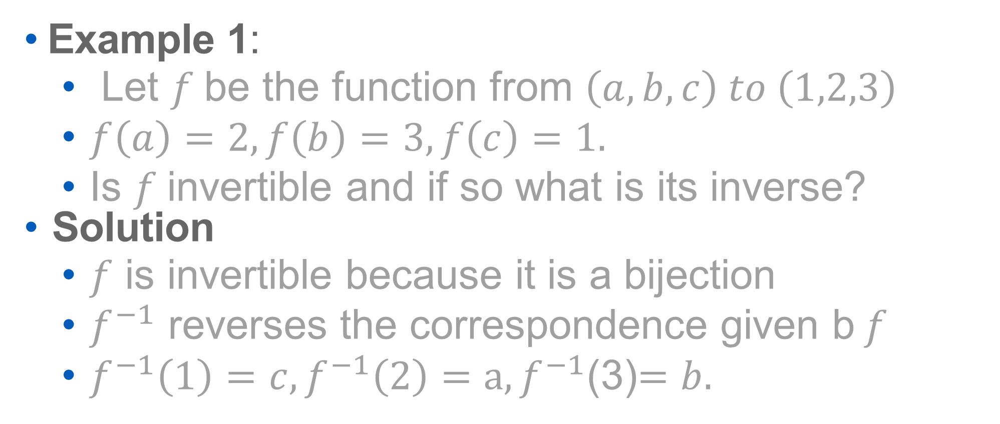 • Example 1:
• Let 𝑓 be the function from (𝑎, 𝑏, 𝑐) 𝑡𝑜 (1,2,3)
• 𝑓(𝑎) = 2, 𝑓(𝑏) = 3, 𝑓(𝑐) = 1.
• Is 𝑓 invertible and if so what is its inverse?
• Solution
• 𝑓 is invertible because it is a bijection
• 𝑓⁻¹ reverses the correspondence given b 𝑓
• 𝑓⁻¹(1) = 𝑐, 𝑓⁻¹(2) = a, 𝑓⁻¹(3)= 𝑏.